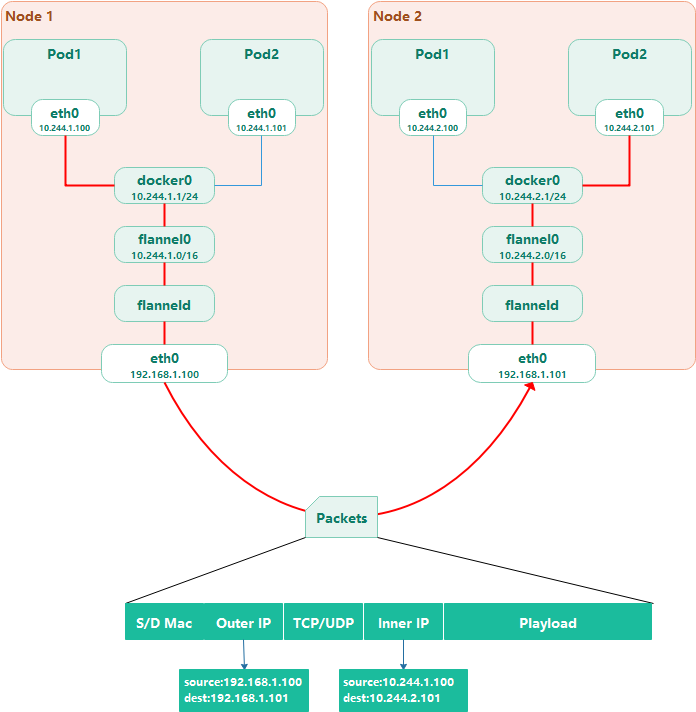 Node 1
Node 2
Pod1
Pod2
Pod1
Pod2
eth0
10.244.1.100
eth0
10.244.1.101
eth0
10.244.2.100
eth0
10.244.2.101
docker0
10.244.1.1/24
docker0
10.244.2.1/24
flannel0
10.244.1.0/16
flannel0
10.244.2.0/16
flanneld
flanneld
eth0
192.168.1.100
eth0
192.168.1.101
Packets
S/D Mac
Outer IP
TCP/UDP
Inner IP
Playload
source:192.168.1.100
dest:192.168.1.101
source:10.244.1.100
dest:10.244.2.101